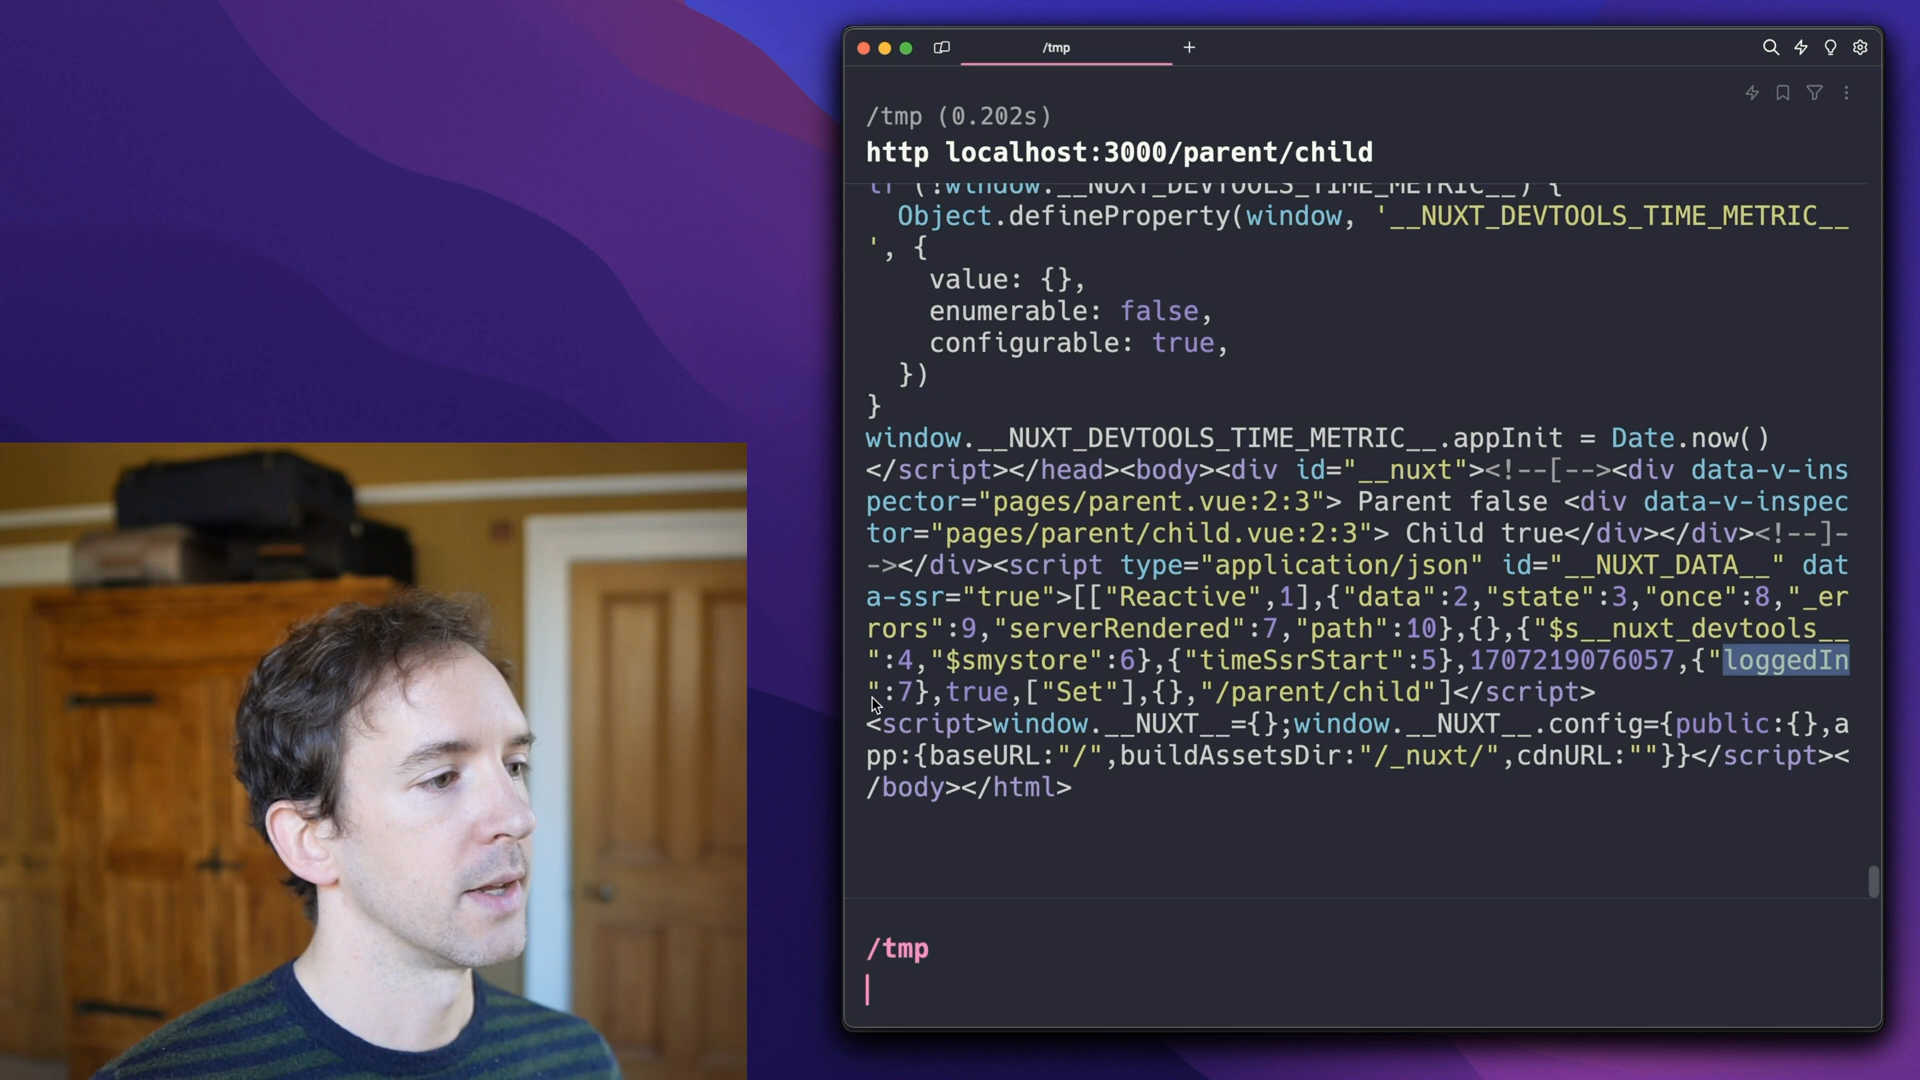 /tmp
/tmp (0.202s)
http localhost:3000/parent/child
if (!window.__NUXT_DEVTOOLS_TIME_METRIC__) {
  Object.defineProperty(window, '__NUXT_DEVTOOLS_TIME_METRIC__
', {
    value: {},
    enumerable: false,
    configurable: true,
  })
}
window.__NUXT_DEVTOOLS_TIME_METRIC__.appInit = Date.now()
</script></head><body><div id="__nuxt"><!--[--><div data-v-ins
pector="pages/parent.vue:2:3"> Parent false <div data-v-inspec
tor="pages/parent/child.vue:2:3"> Child true</div></div><!--]-
-></div><script type="application/json" id="__NUXT_DATA__" dat
a-ssr="true">[["Reactive",1],{"data":2,"state":3,"once":8,"_er
rors":9,"serverRendered":7,"path":10},{},{"$s__nuxt_devtools__
":4,"$smystore":6},{"timeSsrStart":5},1707219076057,{"loggedIn
":7},true,["Set"],{},"/parent/child"]</script>
<script>window.__NUXT__={};window.__NUXT__.config={public:{},a
pp:{baseURL:"/",buildAssetsDir:"/_nuxt/",cdnURL:""}}</script><
/body></html>
/tmp